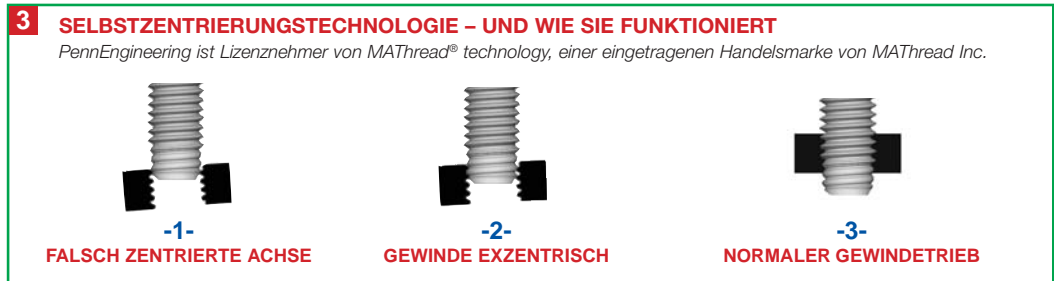 3
SELBSTZENTRIERUNGSTECHNOLOGIE – UND WIE SIE FUNKTIONIERT
PennEngineering ist Lizenznehmer von MAThread® technology, einer eingetragenen Handelsmarke von MAThread Inc.
-1-
FALSCH ZENTRIERTE ACHSE
-2-
GEWINDE EXZENTRISCH
-3-
NORMALER GEWINDETRIEB